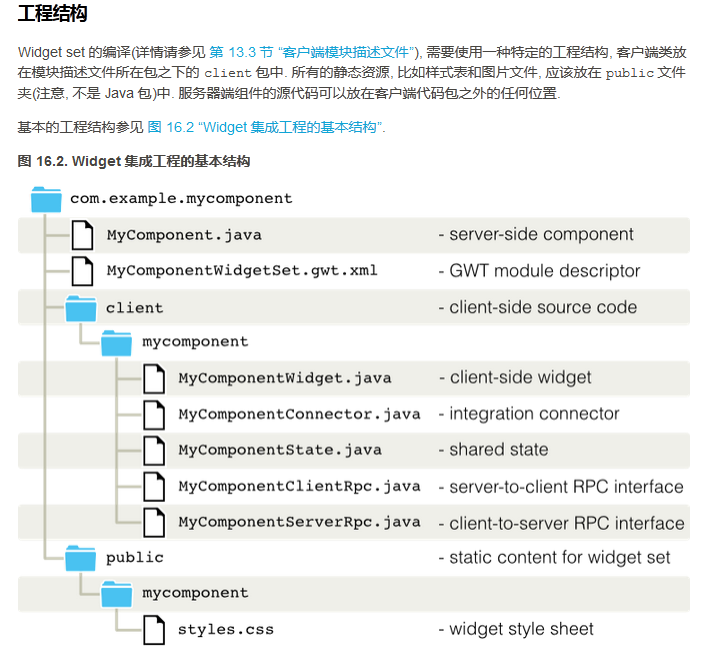 工程结构
Widget set 的编译(详情请参见 第 13.3 节 “客户端模块描述文件”), 需要使用一种特定的工程结构, 客户端类放
在模块描述文件所在包之下的 client 包中. 所有的静态资源, 比如样式表和图片文件, 应该放在 public 文件
夹(注意, 不是 Java 包)中. 服务器端组件的源代码可以放在客户端代码包之外的任何位置.
基本的工程结构参见 图 16.2 “Widget 集成工程的基本结构”.
图 16.2. Widget 集成工程的基本结构
com.example.mycomponent
MyComponent.java - server-side component
MyComponentWidgetSet.gwt.xml - GWT module descriptor
client - client-side source code
mycomponent
MyComponentWidget.java - client-side widget
MyComponentConnector.java - integration connector
MyComponentState.java - shared state
MyComponentClientRpc.java - server-to-client RPC interface
MyComponentServerRpc.java - client-to-server RPC interface
public - static content for widget set
mycomponent
styles.css - widget style sheet